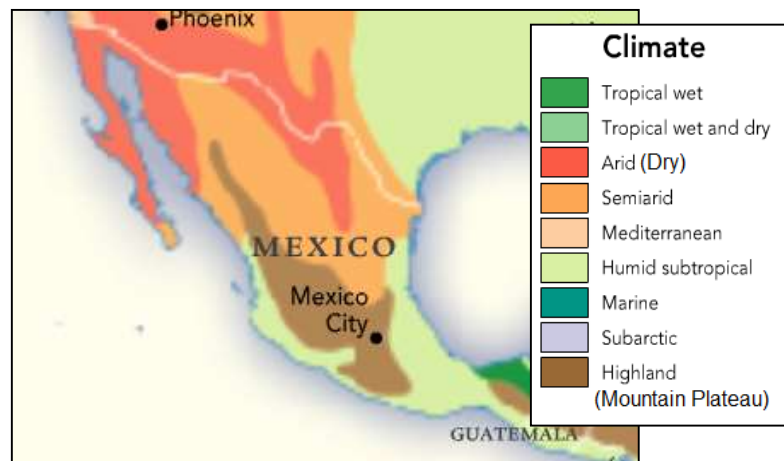 Phoenix
MEXICO
Mexico
City
GUATEMALA
Climate
Tropical wet
Tropical wet and dry
Arid (Dry)
Semiarid
Mediterranean
Humid subtropical
Marine
Subarctic
Highland
(Mountain Plateau)